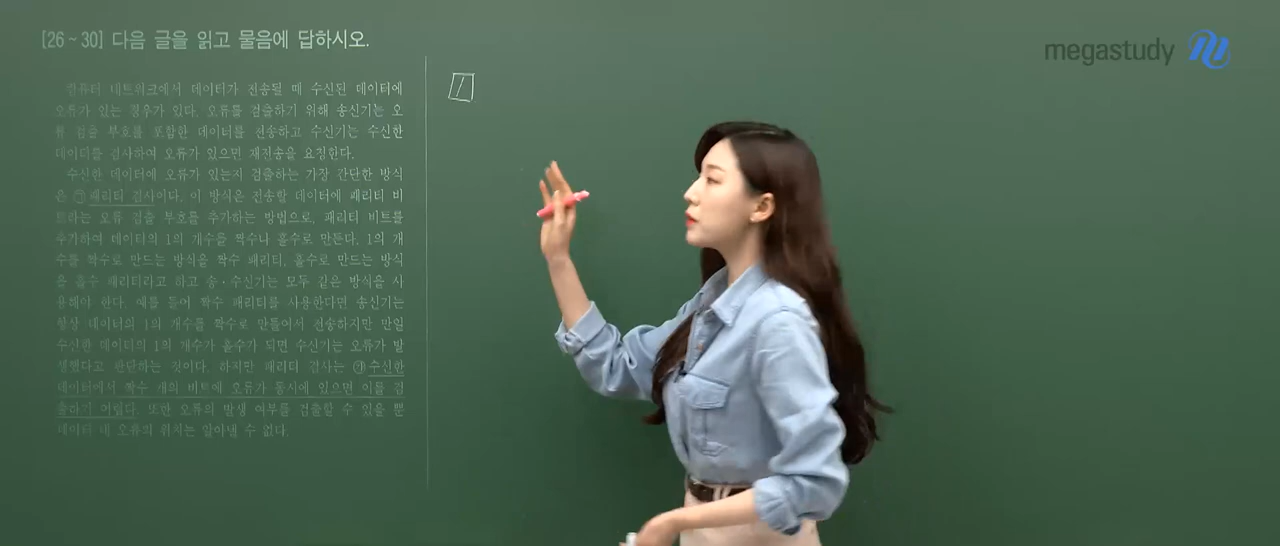 [26~30] 다음 글을 읽고 물음에 답하시오.
megastudy
1
컴퓨터 네트워크에서 데이터가 전송될 때 수신된 데이터에
오류가 있는 경우가 있다. 오류를 검출하기 위해 송신기는 오
류 검출 부호를 포함한 데이터를 전송하고 수신기는 수신한
데이터를 검사하여 오류가 있으면 재전송을 요청한다.
수신한 데이터에 오류가 있는지 검출하는 가장 간단한 방식
은 ㉠패리티 검사이다. 이 방식은 전송할 데이터에 패리티 비
트라는 오류 검출 부호를 추가하는 방법으로, 패리티 비트를
추가하여 데이터의 1의 개수를 짝수나 홀수로 만든다. 1의 개
수를 짝수로 만드는 방식을 짝수 패리티, 홀수로 만드는 방식
을 홀수 패리티라고 하고 송·수신기는 모두 같은 방식을 사
용해야 한다. 예를 들어 짝수 패리티를 사용한다면 송신기는
항상 데이터의 1의 개수를 짝수로 만들어서 전송하지만 만일
수신한 데이터의 1의 개수가 홀수가 되면 수신기는 오류가 발
생했다고 판단하는 것이다. 하지만 패리티 검사는 ㉮수신한
데이터에서 짝수 개의 비트에 오류가 동시에 있으면 이를 검
출하기 어렵다. 또한 오류의 발생 여부를 검출할 수 있을 뿐
데이터 내 오류의 위치는 알아낼 수 없다.